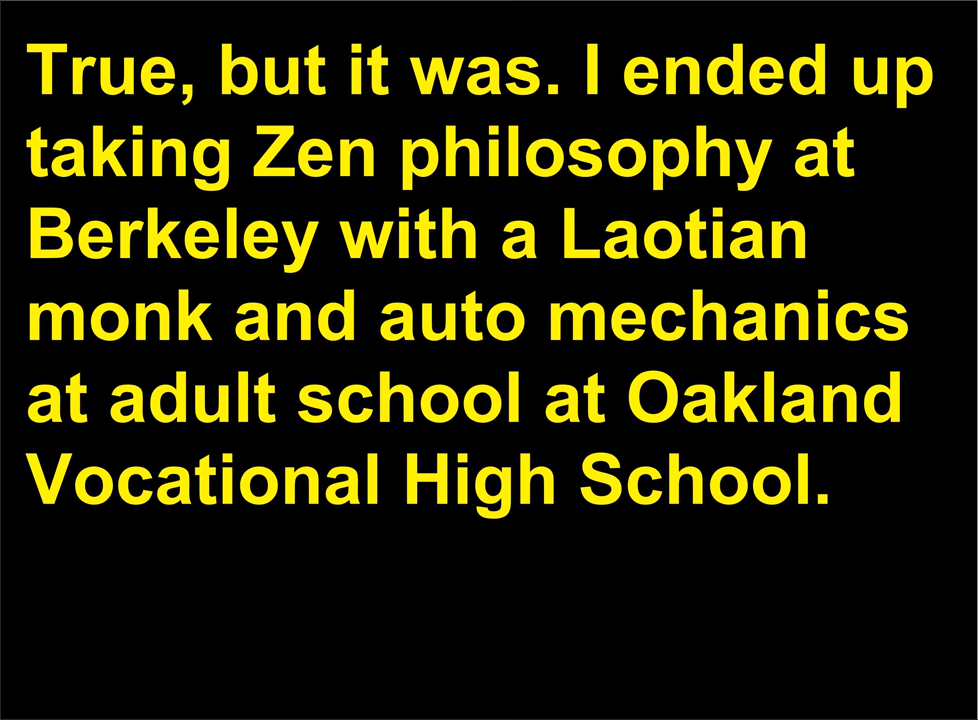 True, but it was. I ended up
taking Zen philosophy at
Berkeley with a Laotian
monk and auto mechanics
at adult school at Oakland
Vocational High School.